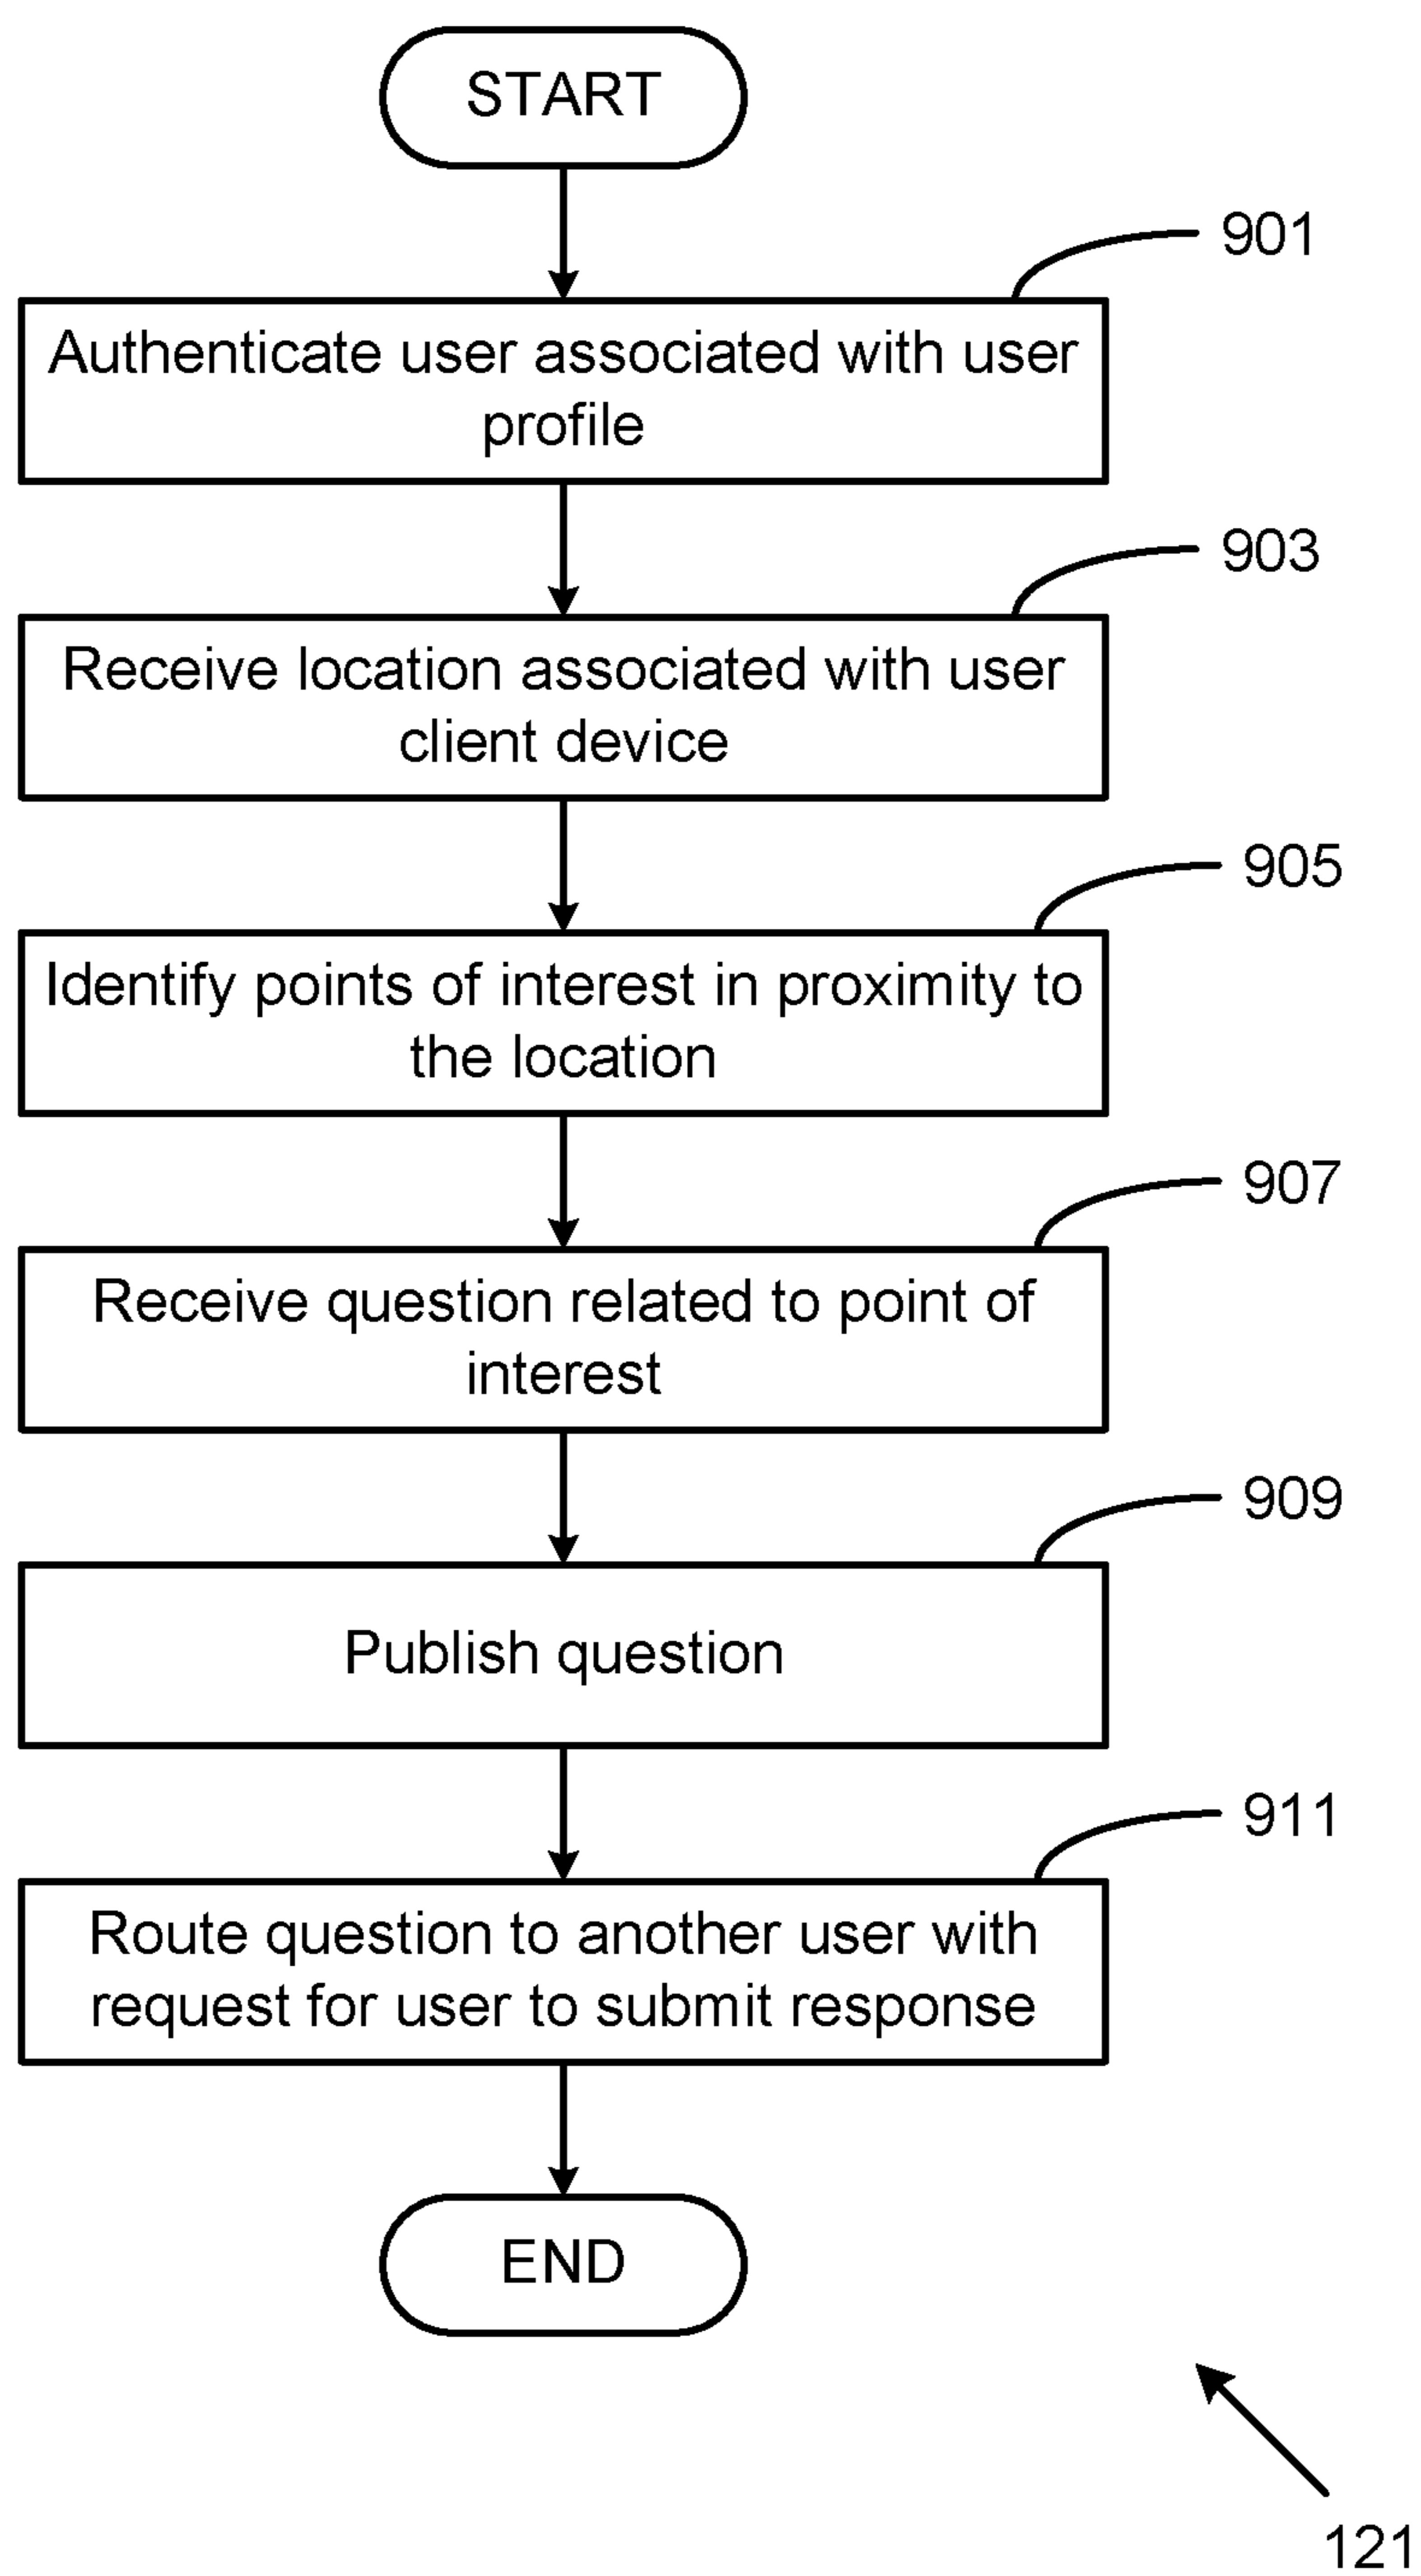 START
901
Authenticate user associated with user
profile
903
Receive location associated with user
client device
905
Identify points of interest in proximity to
the location
907
Receive question related to point of
interest
909
Publish question
911
Route question to another user with
request for user to submit response
END
121